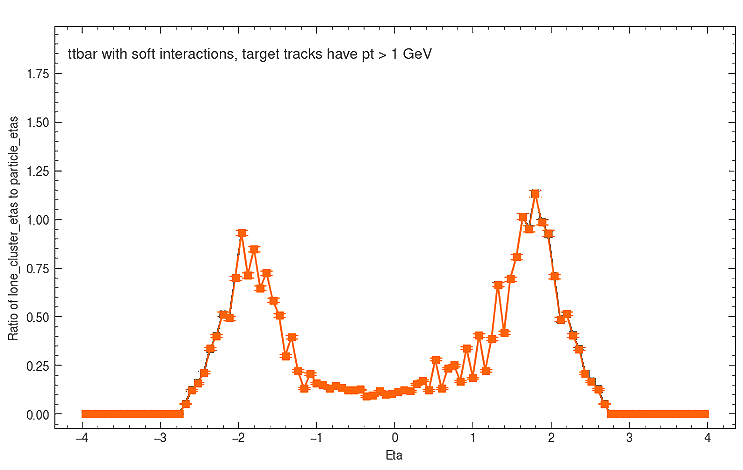 ttbar with soft interactions, target tracks have pt > 1 GeV
Ratio of lone_cluster_etas to particle_etas
1.75
1.50
1.25
1.00
0.75
0.50
0.25
0.00
−4 −3 −2 −1 0 1 2 3 4
Eta